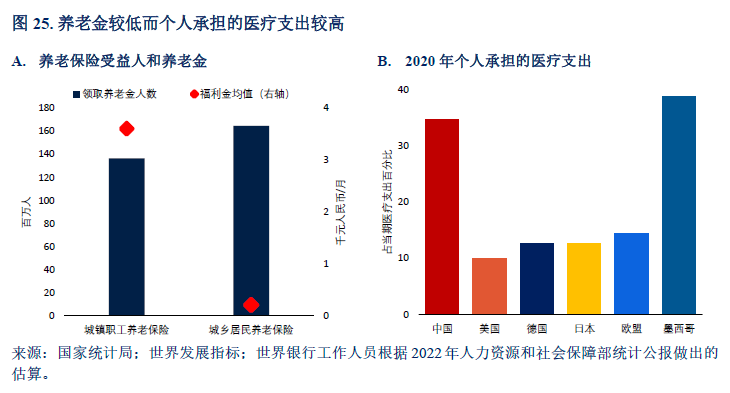 图 25. 养老金较低而个人承担的医疗支出较高
A. 养老保险受益人和养老金
领取养老金人数
福利金均值（右轴）
180
160
140
120
100
80
60
40
20
0
百万人
4
3
2
1
0
千元人民币/月
城镇职工养老保险
城乡居民养老保险
B. 2020 年个人承担的医疗支出
40
30
20
10
0
占当期医疗支出百分比
中国
美国
德国
日本
欧盟
墨西哥
来源：国家统计局；世界发展指标；世界银行工作人员根据 2022 年人力资源和社会保障部统计公报做出的
估算。